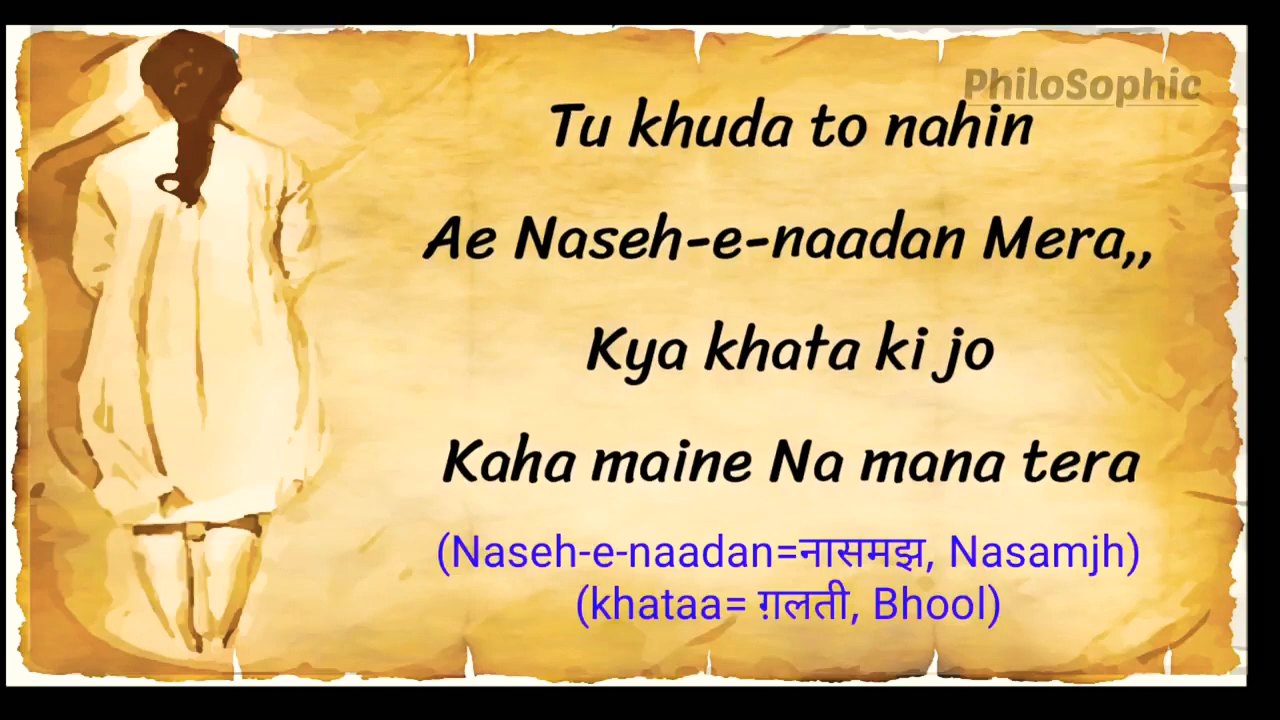 PhiloSophic
Tu khuda to nahin
Ae Naseh-e-naadan Mera,,
Kya khata ki jo
Kaha maine Na mana tera
(Naseh-e-naadan=नासमझ, Nasamjh)
(khataa= ग़लती, Bhool)